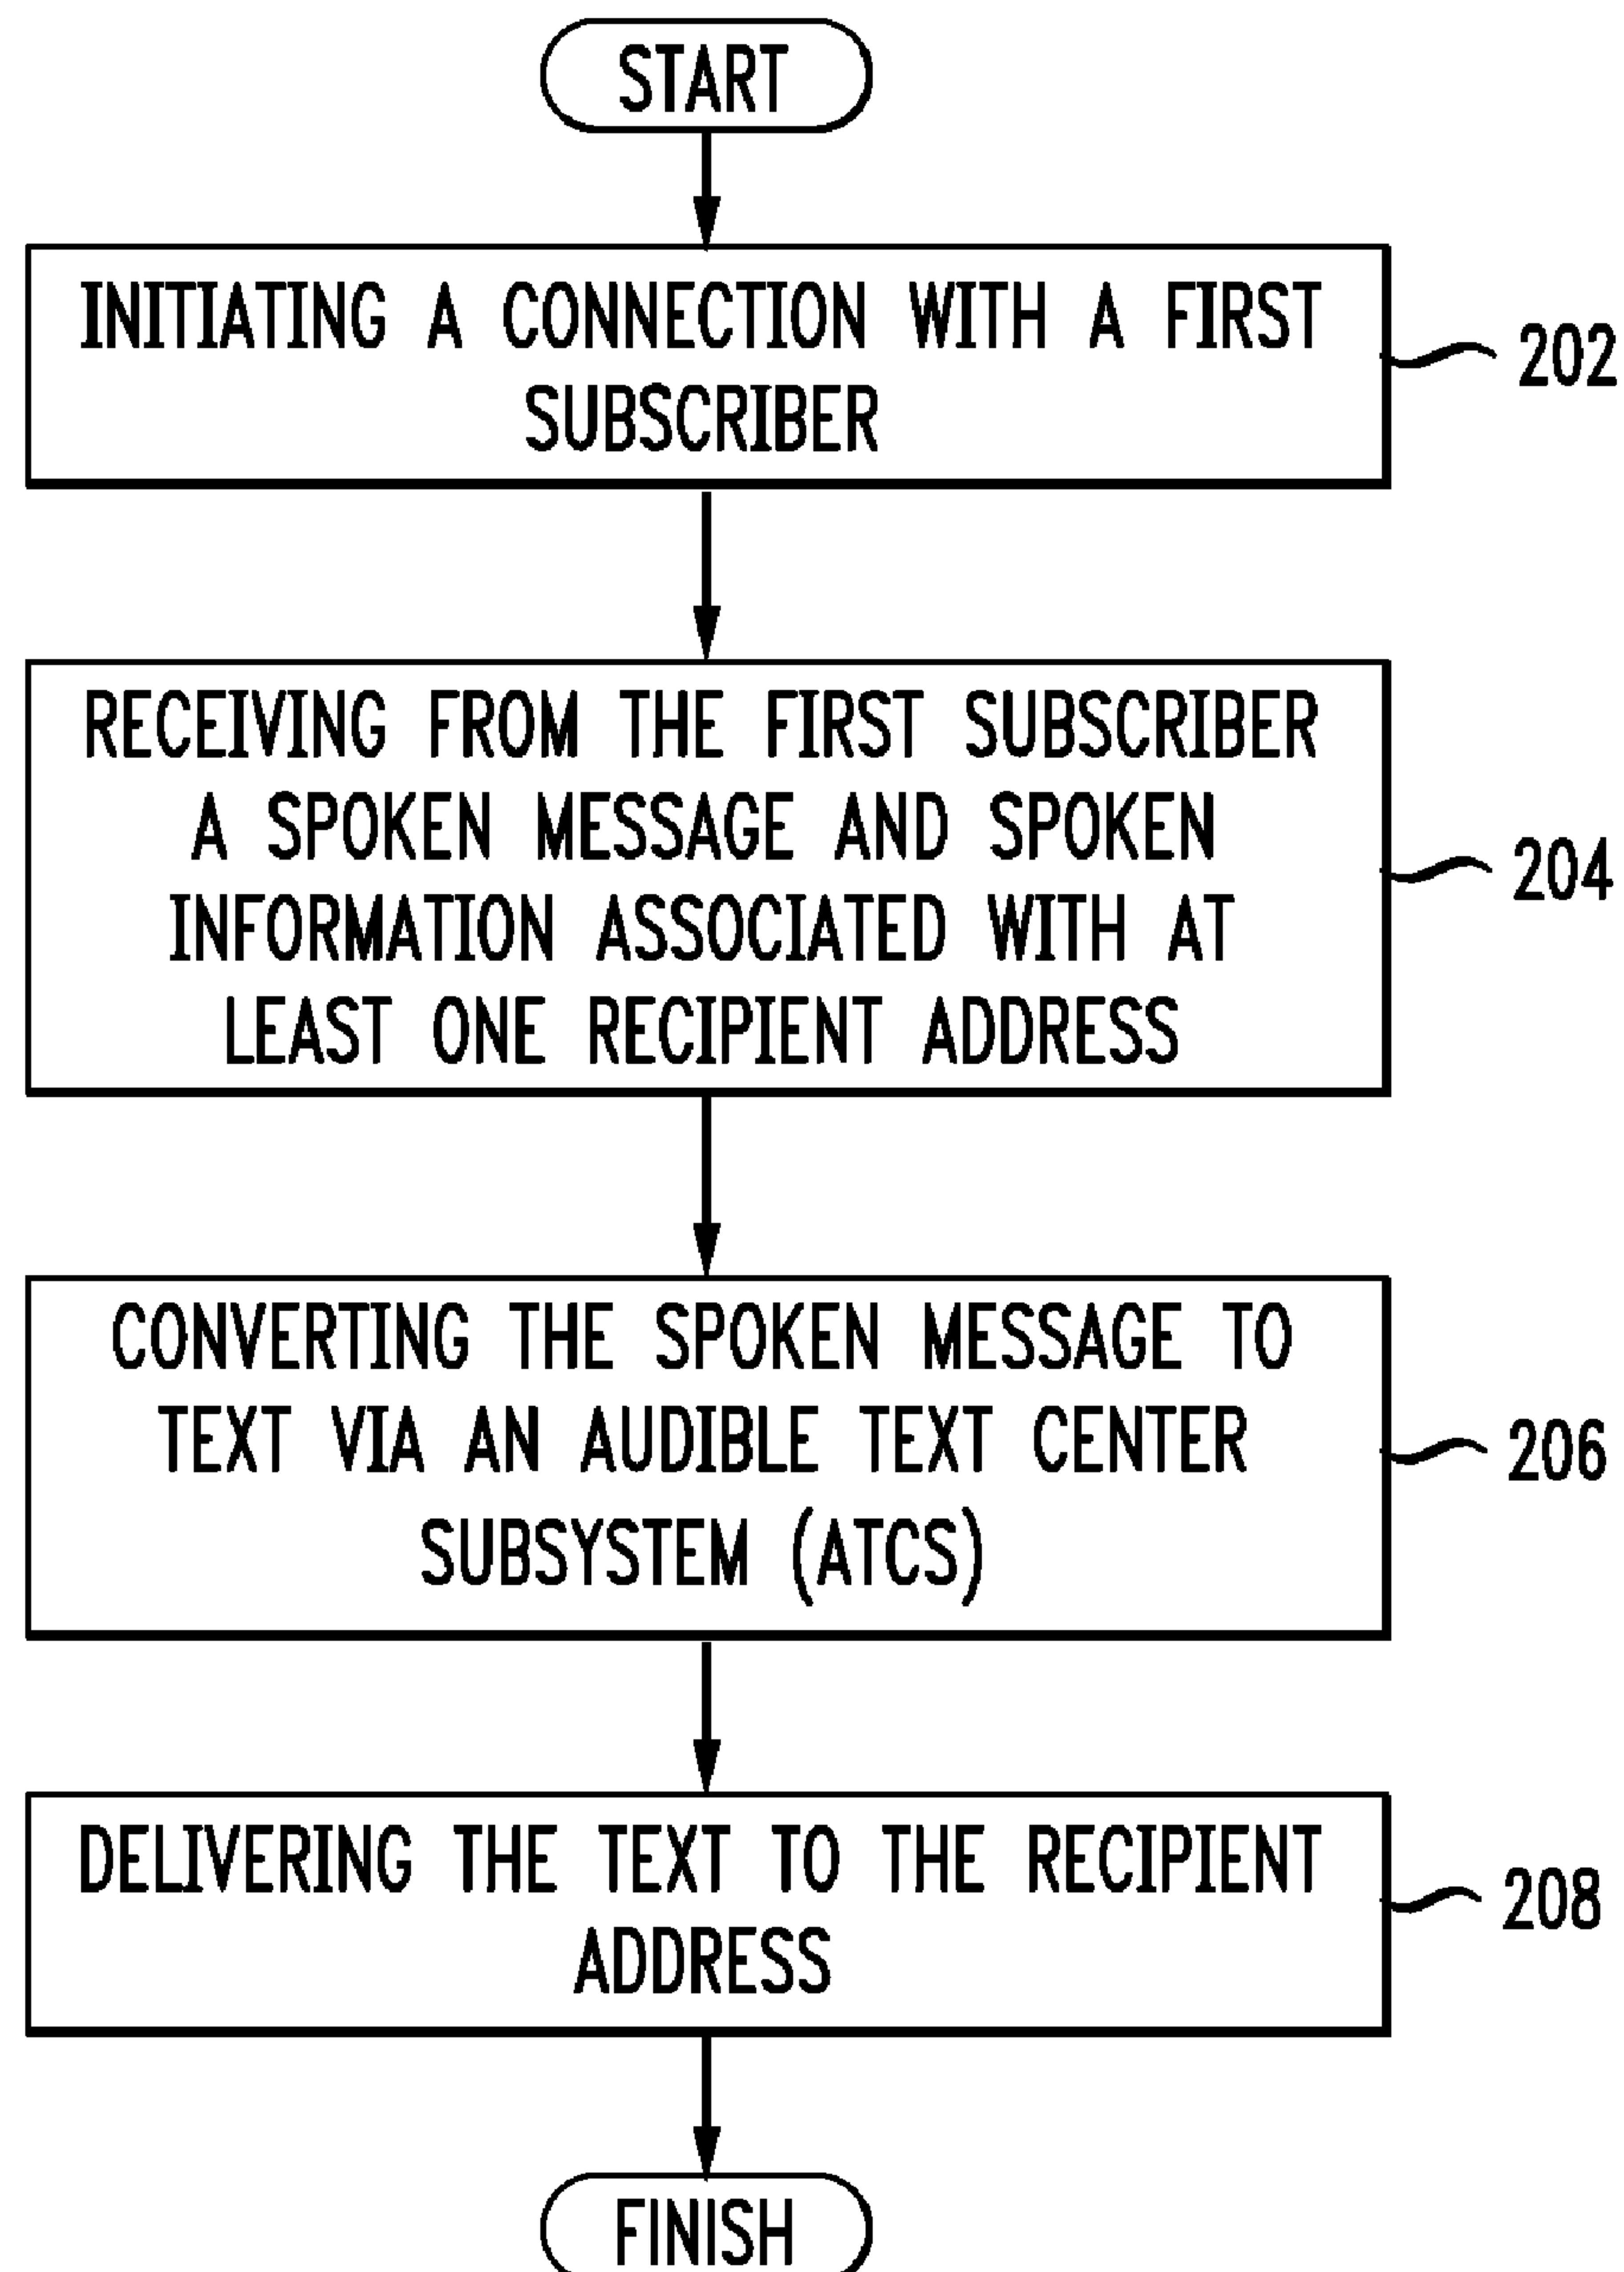 START
INITIATING A CONNECTION WITH A FIRST
SUBSCRIBER
202
RECEIVING FROM THE FIRST SUBSCRIBER
A SPOKEN MESSAGE AND SPOKEN
INFORMATION ASSOCIATED WITH AT
LEAST ONE RECIPIENT ADDRESS
204
CONVERTING THE SPOKEN MESSAGE TO
TEXT VIA AN AUDIBLE TEXT CENTER
SUBSYSTEM (ATCS)
206
DELIVERING THE TEXT TO THE RECIPIENT
ADDRESS
208
FINISH